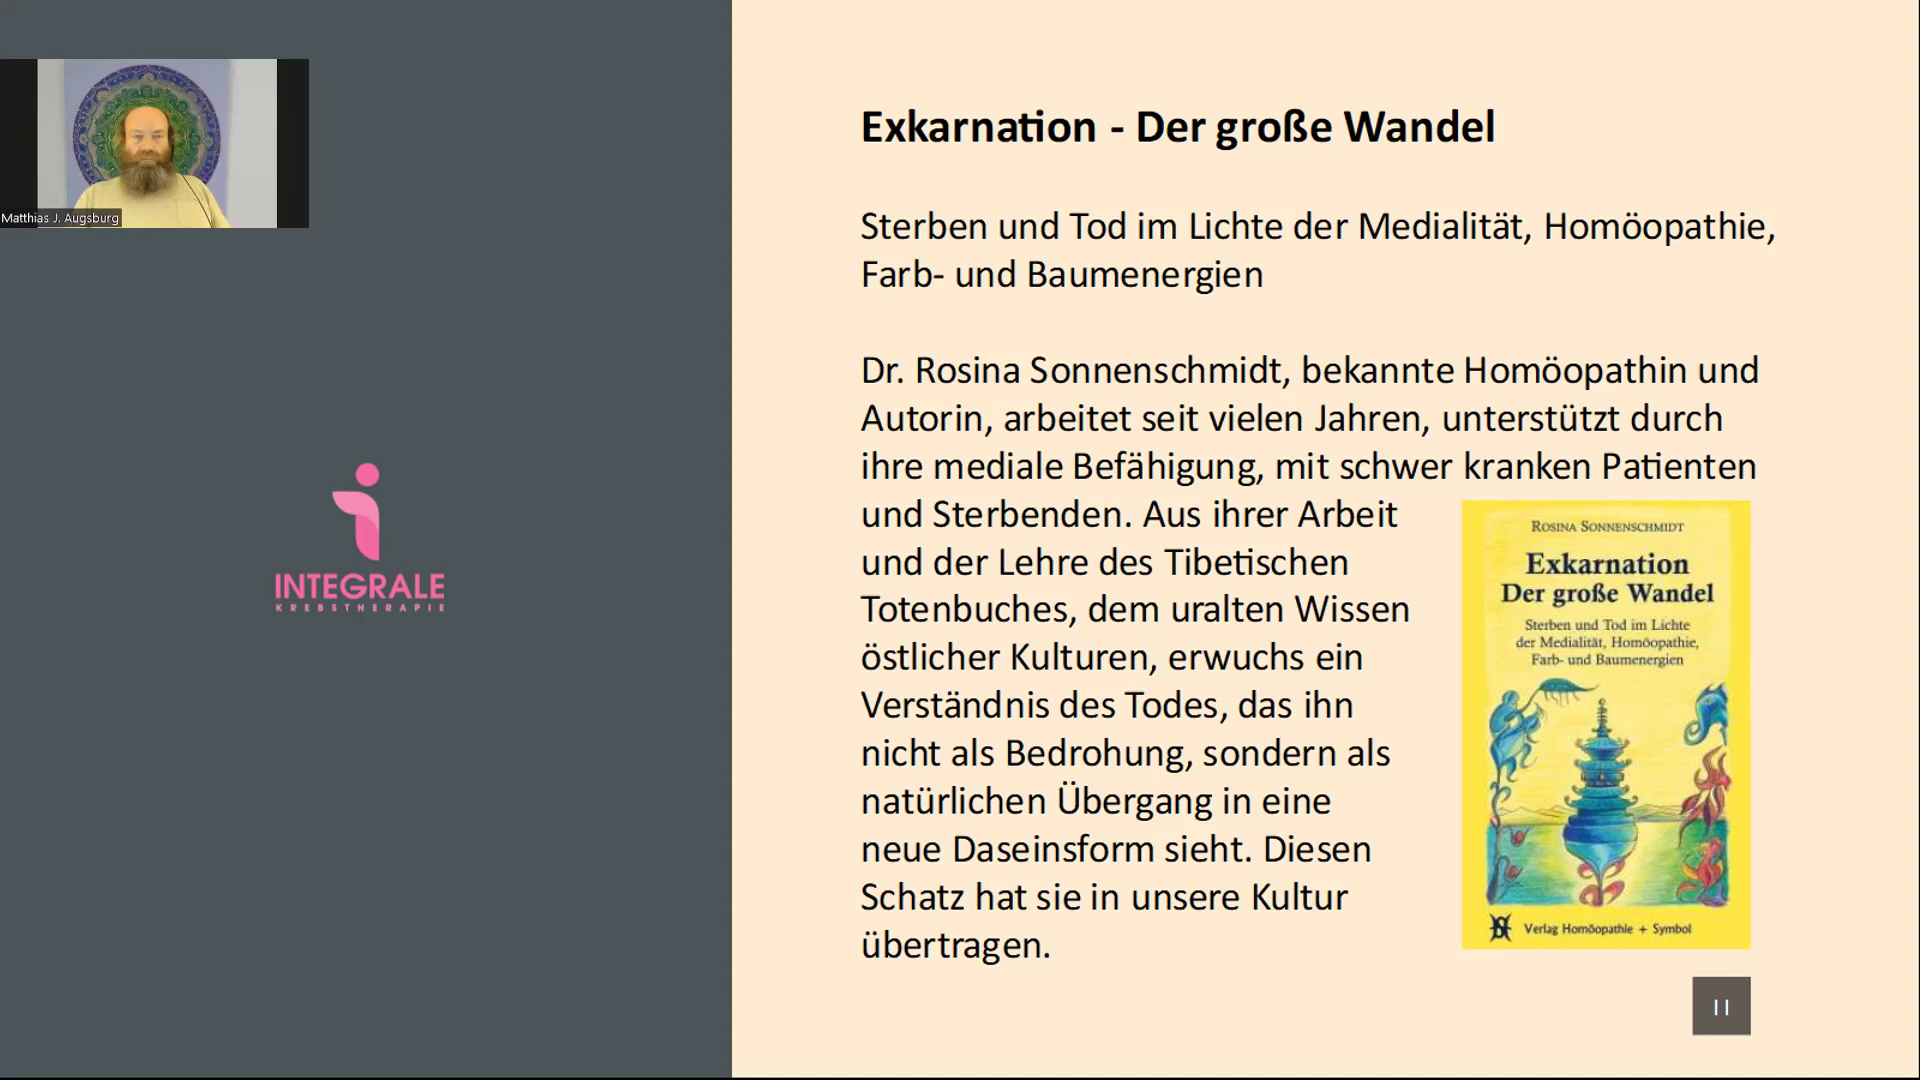 Matthias J. Augsburg
INTEGRALE
KREBSTHERAPIE
Exkarnation - Der große Wandel
Sterben und Tod im Lichte der Medialität, Homöopathie,
Farb- und Baumenergien
Dr. Rosina Sonnenschmidt, bekannte Homöopathin und
Autorin, arbeitet seit vielen Jahren, unterstützt durch
ihre mediale Befähigung, mit schwer kranken Patienten
und Sterbenden. Aus ihrer Arbeit
und der Lehre des Tibetischen
Totenbuches, dem uralten Wissen
östlicher Kulturen, erwuchs ein
Verständnis des Todes, das ihn
nicht als Bedrohung, sondern als
natürlichen Übergang in eine
neue Daseinsform sieht. Diesen
Schatz hat sie in unsere Kultur
übertragen.
ROSINA SONNENSCHMIDT
Exkarnation
Der große Wandel
Sterben und Tod im Lichte
der Medialität, Homöopathie,
Farb- und Baumenergien
Verlag Homöopathie + Symbol
11